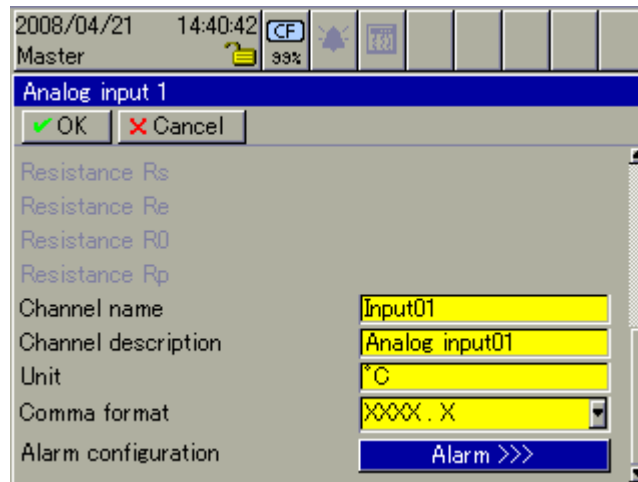 2008/04/21 14:40:42 CF
Master 99%
Analog input 1
OK Cancel
Resistance Rs
Resistance Re
Resistance R0
Resistance Rp
Channel name Input01
Channel description Analog input01
Unit °C
Comma format XXXX . X
Alarm configuration Alarm >>>